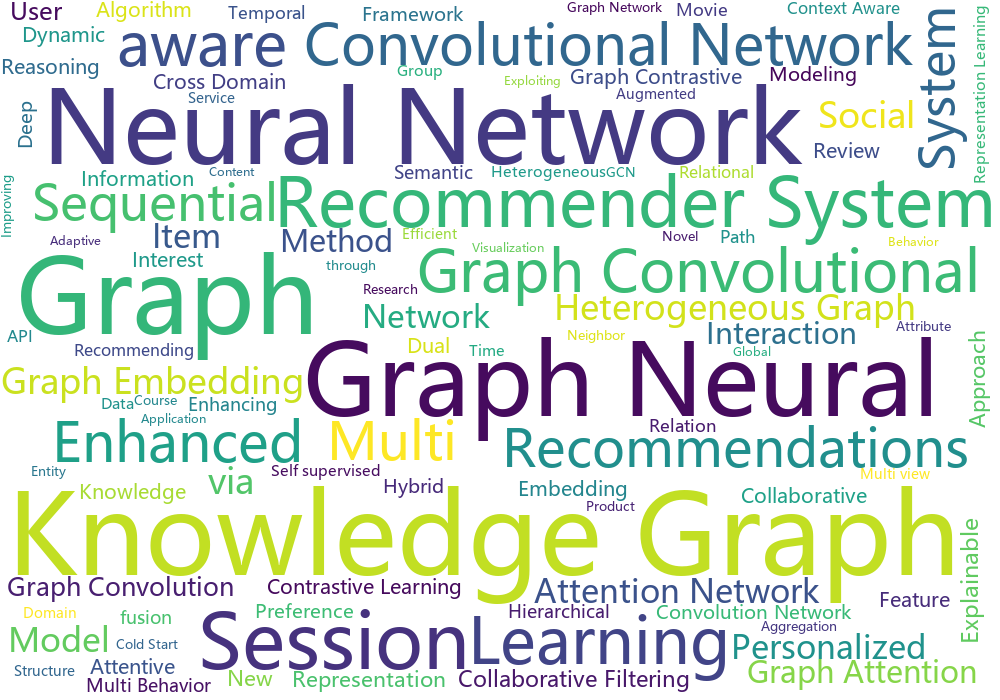 User
Algorithm
Temporal
Framework
Graph Network
Movie
Context Aware
Dynamic
aware
Convolutional Network
System
Representation Learning
Reasoning
Cross Domain
Group
Exploiting
Graph Contrastive
Modeling
Service
Augmented
Deep
Neural Network
Social
Review
Improving
Information
Content
Semantic
HeterogeneousGCN
Relational
Sequential
Recommender System
Item
Method
Efficient
Novel
Path
Behavior
Adaptive
Visualization
Interest
through
Graph Convolutional
Graph
Research
Heterogeneous Graph
Network
Interaction
Attribute
API
Recommending
Dual
Time
Neighbor
Global
Approach
Graph Embedding
Graph Neural
Data
Course
Enhancing
Application
Relation
Enhanced
Multi
Recommendations
Entity
Self supervised
Multi view
Knowledge
via
Hybrid
Embedding
Collaborative
Product
Knowledge Graph
Explainable
Graph Convolution
Contrastive Learning
Attention Network
Feature
Domain
fusion
Preference
Hierarchical
Convolution Network
Aggregation
Model
Cold Start
Session
Learning
Personalized
Structure
Attentive
Graph Attention
Multi Behavior
New
Representation
Collaborative Filtering